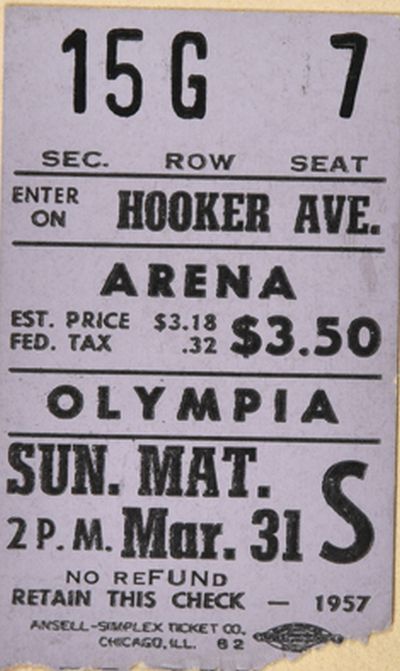 15 G 7
SEC. ROW SEAT
ENTER ON HOOKER AVE.
ARENA
EST. PRICE $3.18
FED. TAX .32 $3.50
OLYMPIA
SUN. MAT.
2 P.M. Mar. 31 S
NO REFUND
RETAIN THIS CHECK — 1957
ANSELL-SIMPLEX TICKET CO.
CHICAGO, ILL. 62